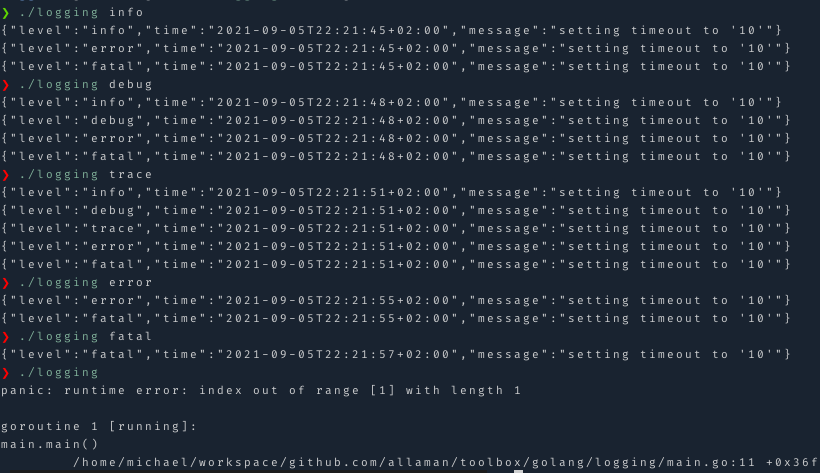 ❯ ./logging info
{"level":"info","time":"2021-09-05T22:21:45+02:00","message":"setting timeout to '10'"}
{"level":"error","time":"2021-09-05T22:21:45+02:00","message":"setting timeout to '10'"}
{"level":"fatal","time":"2021-09-05T22:21:45+02:00","message":"setting timeout to '10'"}
❯ ./logging debug
{"level":"info","time":"2021-09-05T22:21:48+02:00","message":"setting timeout to '10'"}
{"level":"debug","time":"2021-09-05T22:21:48+02:00","message":"setting timeout to '10'"}
{"level":"error","time":"2021-09-05T22:21:48+02:00","message":"setting timeout to '10'"}
{"level":"fatal","time":"2021-09-05T22:21:48+02:00","message":"setting timeout to '10'"}
❯ ./logging trace
{"level":"info","time":"2021-09-05T22:21:51+02:00","message":"setting timeout to '10'"}
{"level":"debug","time":"2021-09-05T22:21:51+02:00","message":"setting timeout to '10'"}
{"level":"trace","time":"2021-09-05T22:21:51+02:00","message":"setting timeout to '10'"}
{"level":"error","time":"2021-09-05T22:21:51+02:00","message":"setting timeout to '10'"}
{"level":"fatal","time":"2021-09-05T22:21:51+02:00","message":"setting timeout to '10'"}
❯ ./logging error
{"level":"error","time":"2021-09-05T22:21:55+02:00","message":"setting timeout to '10'"}
{"level":"fatal","time":"2021-09-05T22:21:55+02:00","message":"setting timeout to '10'"}
❯ ./logging fatal
{"level":"fatal","time":"2021-09-05T22:21:57+02:00","message":"setting timeout to '10'"}
❯ ./logging
panic: runtime error: index out of range [1] with length 1
goroutine 1 [running]:
main.main()
/home/michael/workspace/github.com/allaman/toolbox/golang/logging/main.go:11 +0x36f